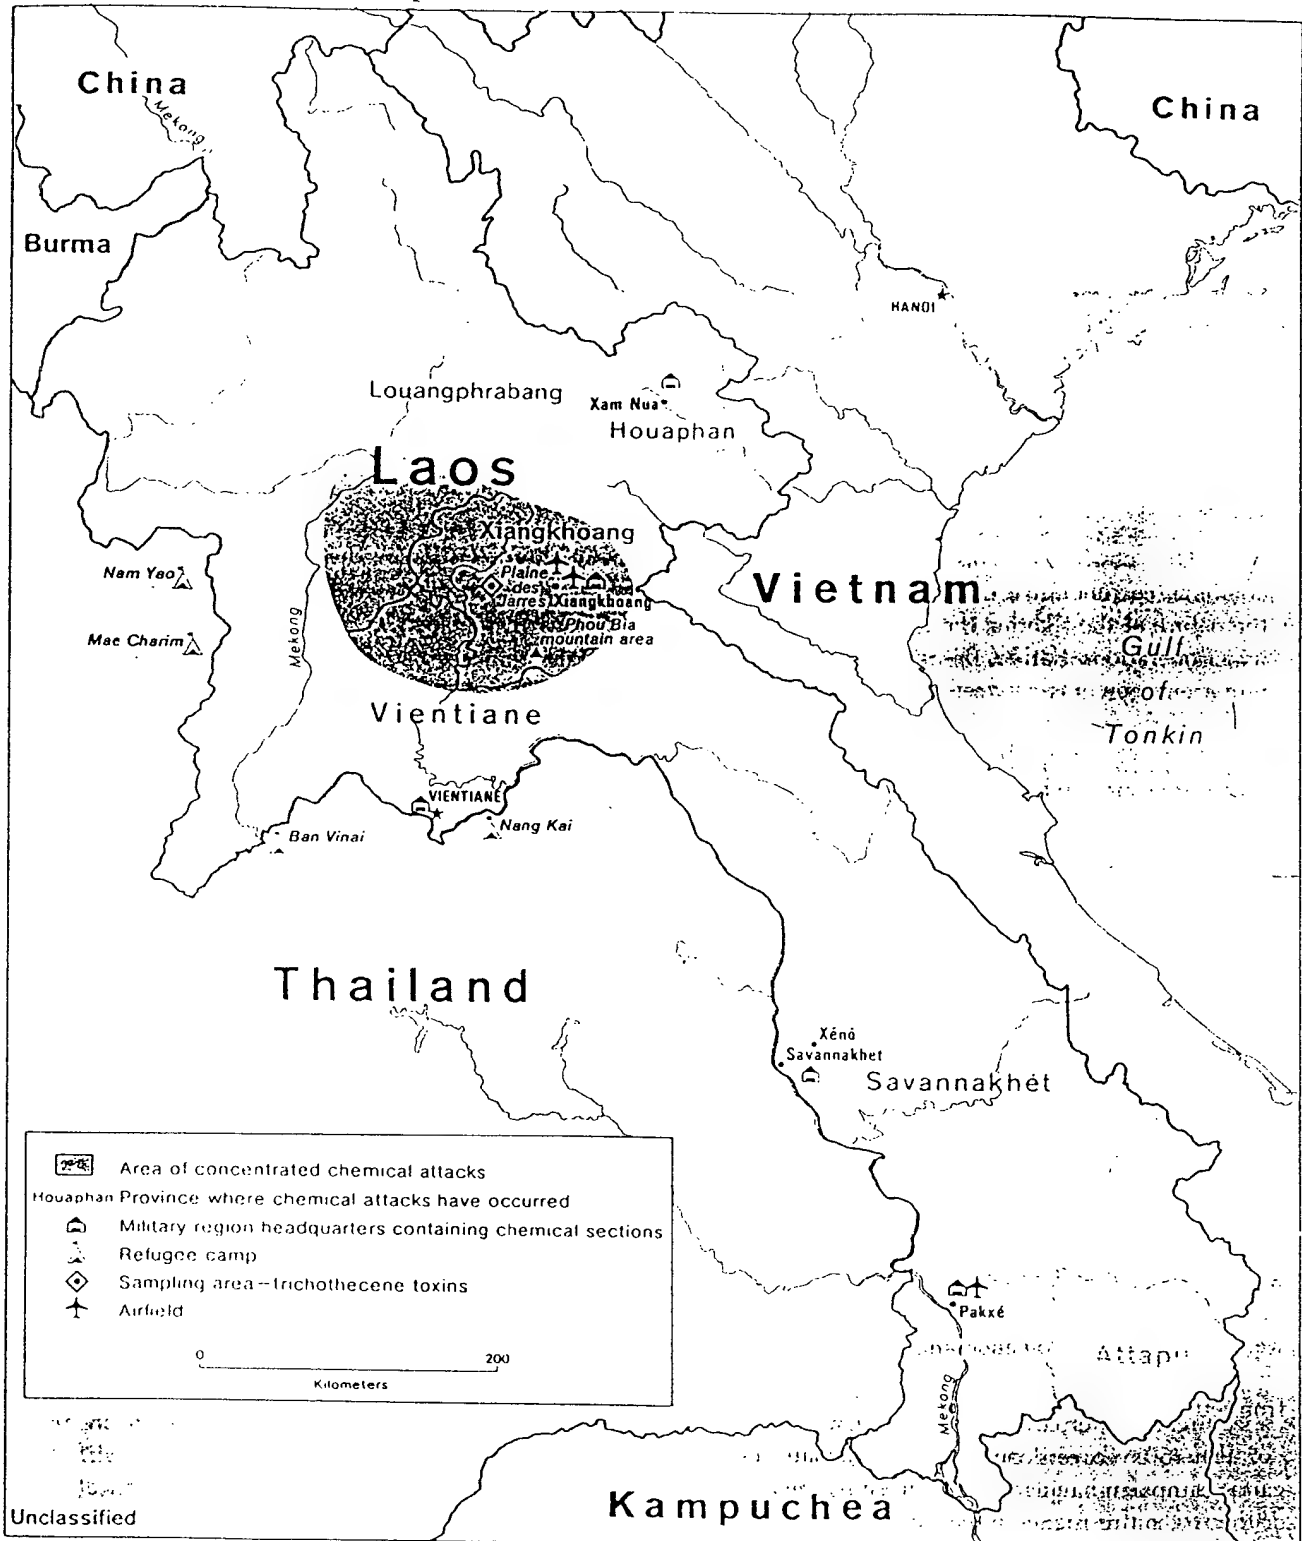 China
Mekong
China
Burma
HANOI
Louangphrabang
Xam Nua
Houaphan
Laos
Xiangkhoang
Nam Yao
Plaine
des
Jarres
Xiangkhoang
Vietnam
Mae Charim
Mekong
Phou Bia
mountain area
Gulf
of
Tonkin
Vientiane
VIENTIANE
Ban Vinai
Nang Kai
Thailand
Xénô
Savannakhet
Savannakhét
Area of concentrated chemical attacks
Houaphan Province where chemical attacks have occurred
Military region headquarters containing chemical sections
Refugee camp
Sampling area--trichothecene toxins
Airfield
0 200
Kilometers
Pakxé
Attapu
Mekong
Kampuchea
Unclassified